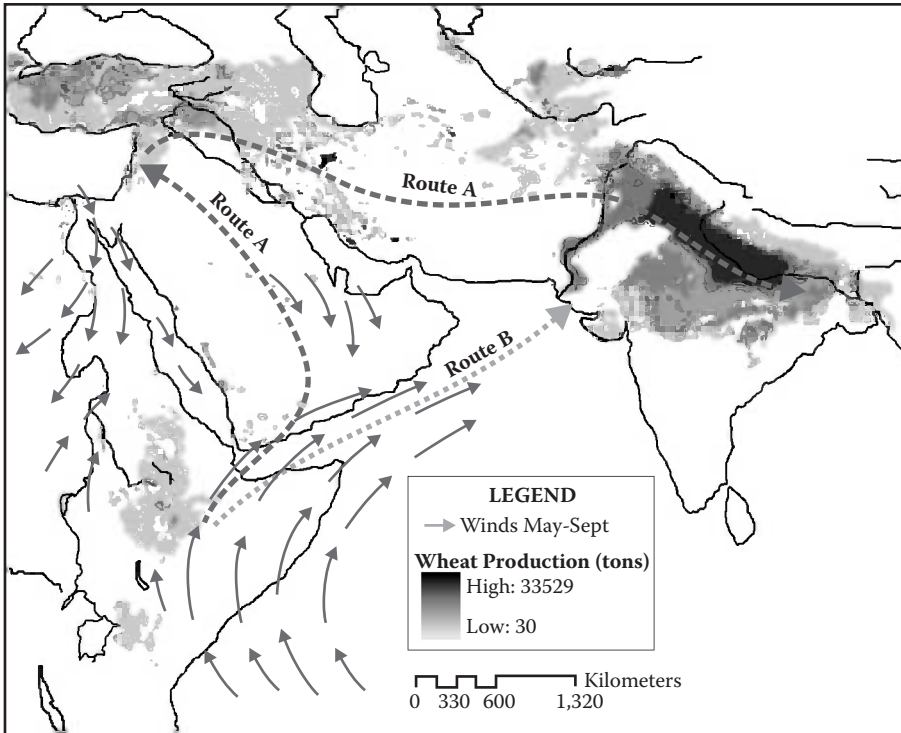 Route A
Route A
Route B
LEGEND
Winds May-Sept
Wheat Production (tons)
High: 33529
Low: 30
Kilometers
0 330 600 1,320